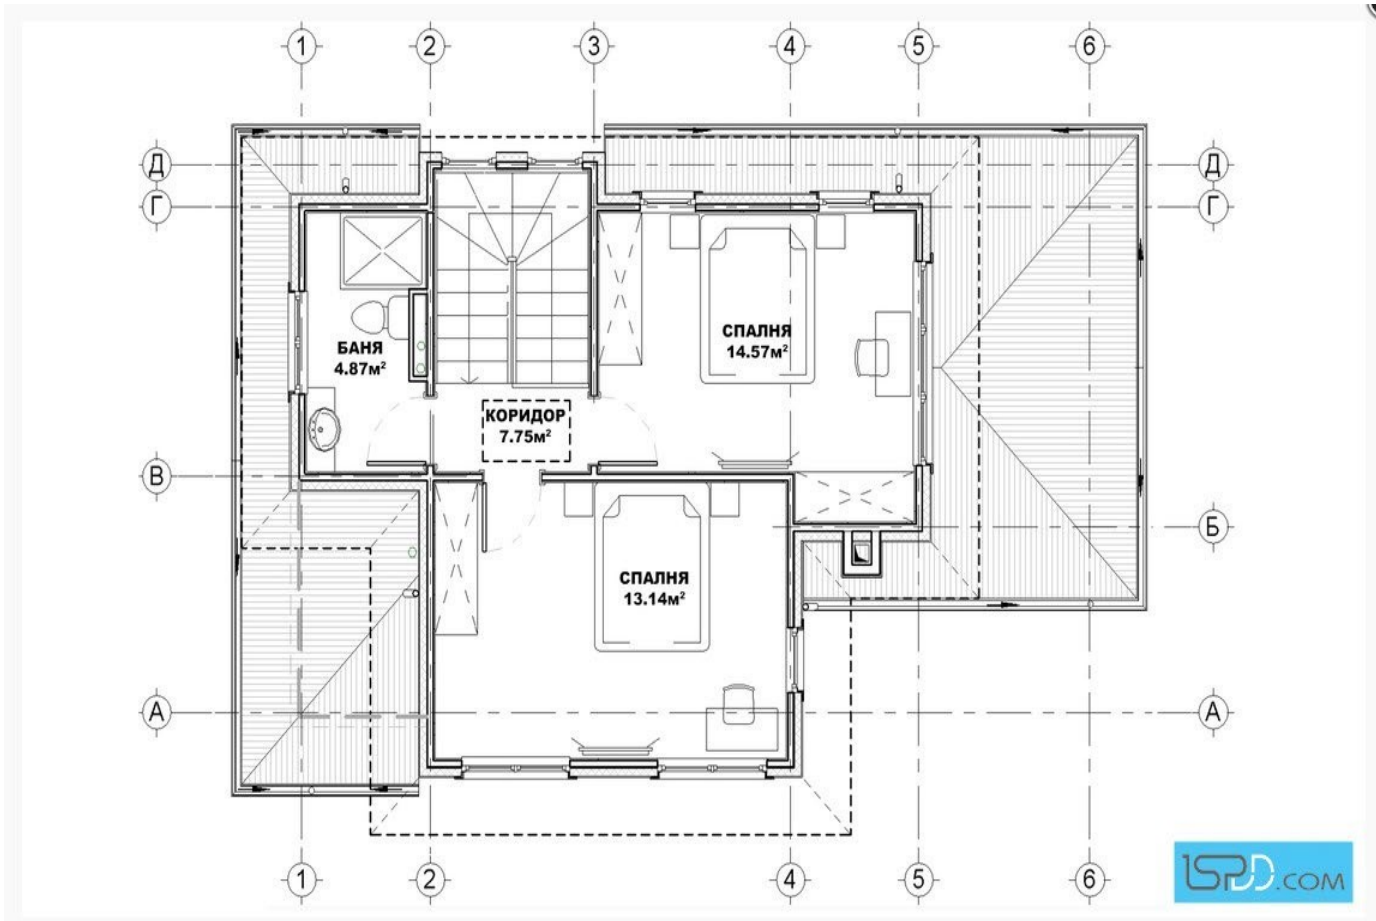 1 2 3 4 5 6
Д Д
Г Г
СПАЛНЯ
14.57м²
БАНЯ
4.87м²
КОРИДОР
7.75м²
В
Б
СПАЛНЯ
13.14м²
А А
1 2 4 5 6
1SPDD.COM